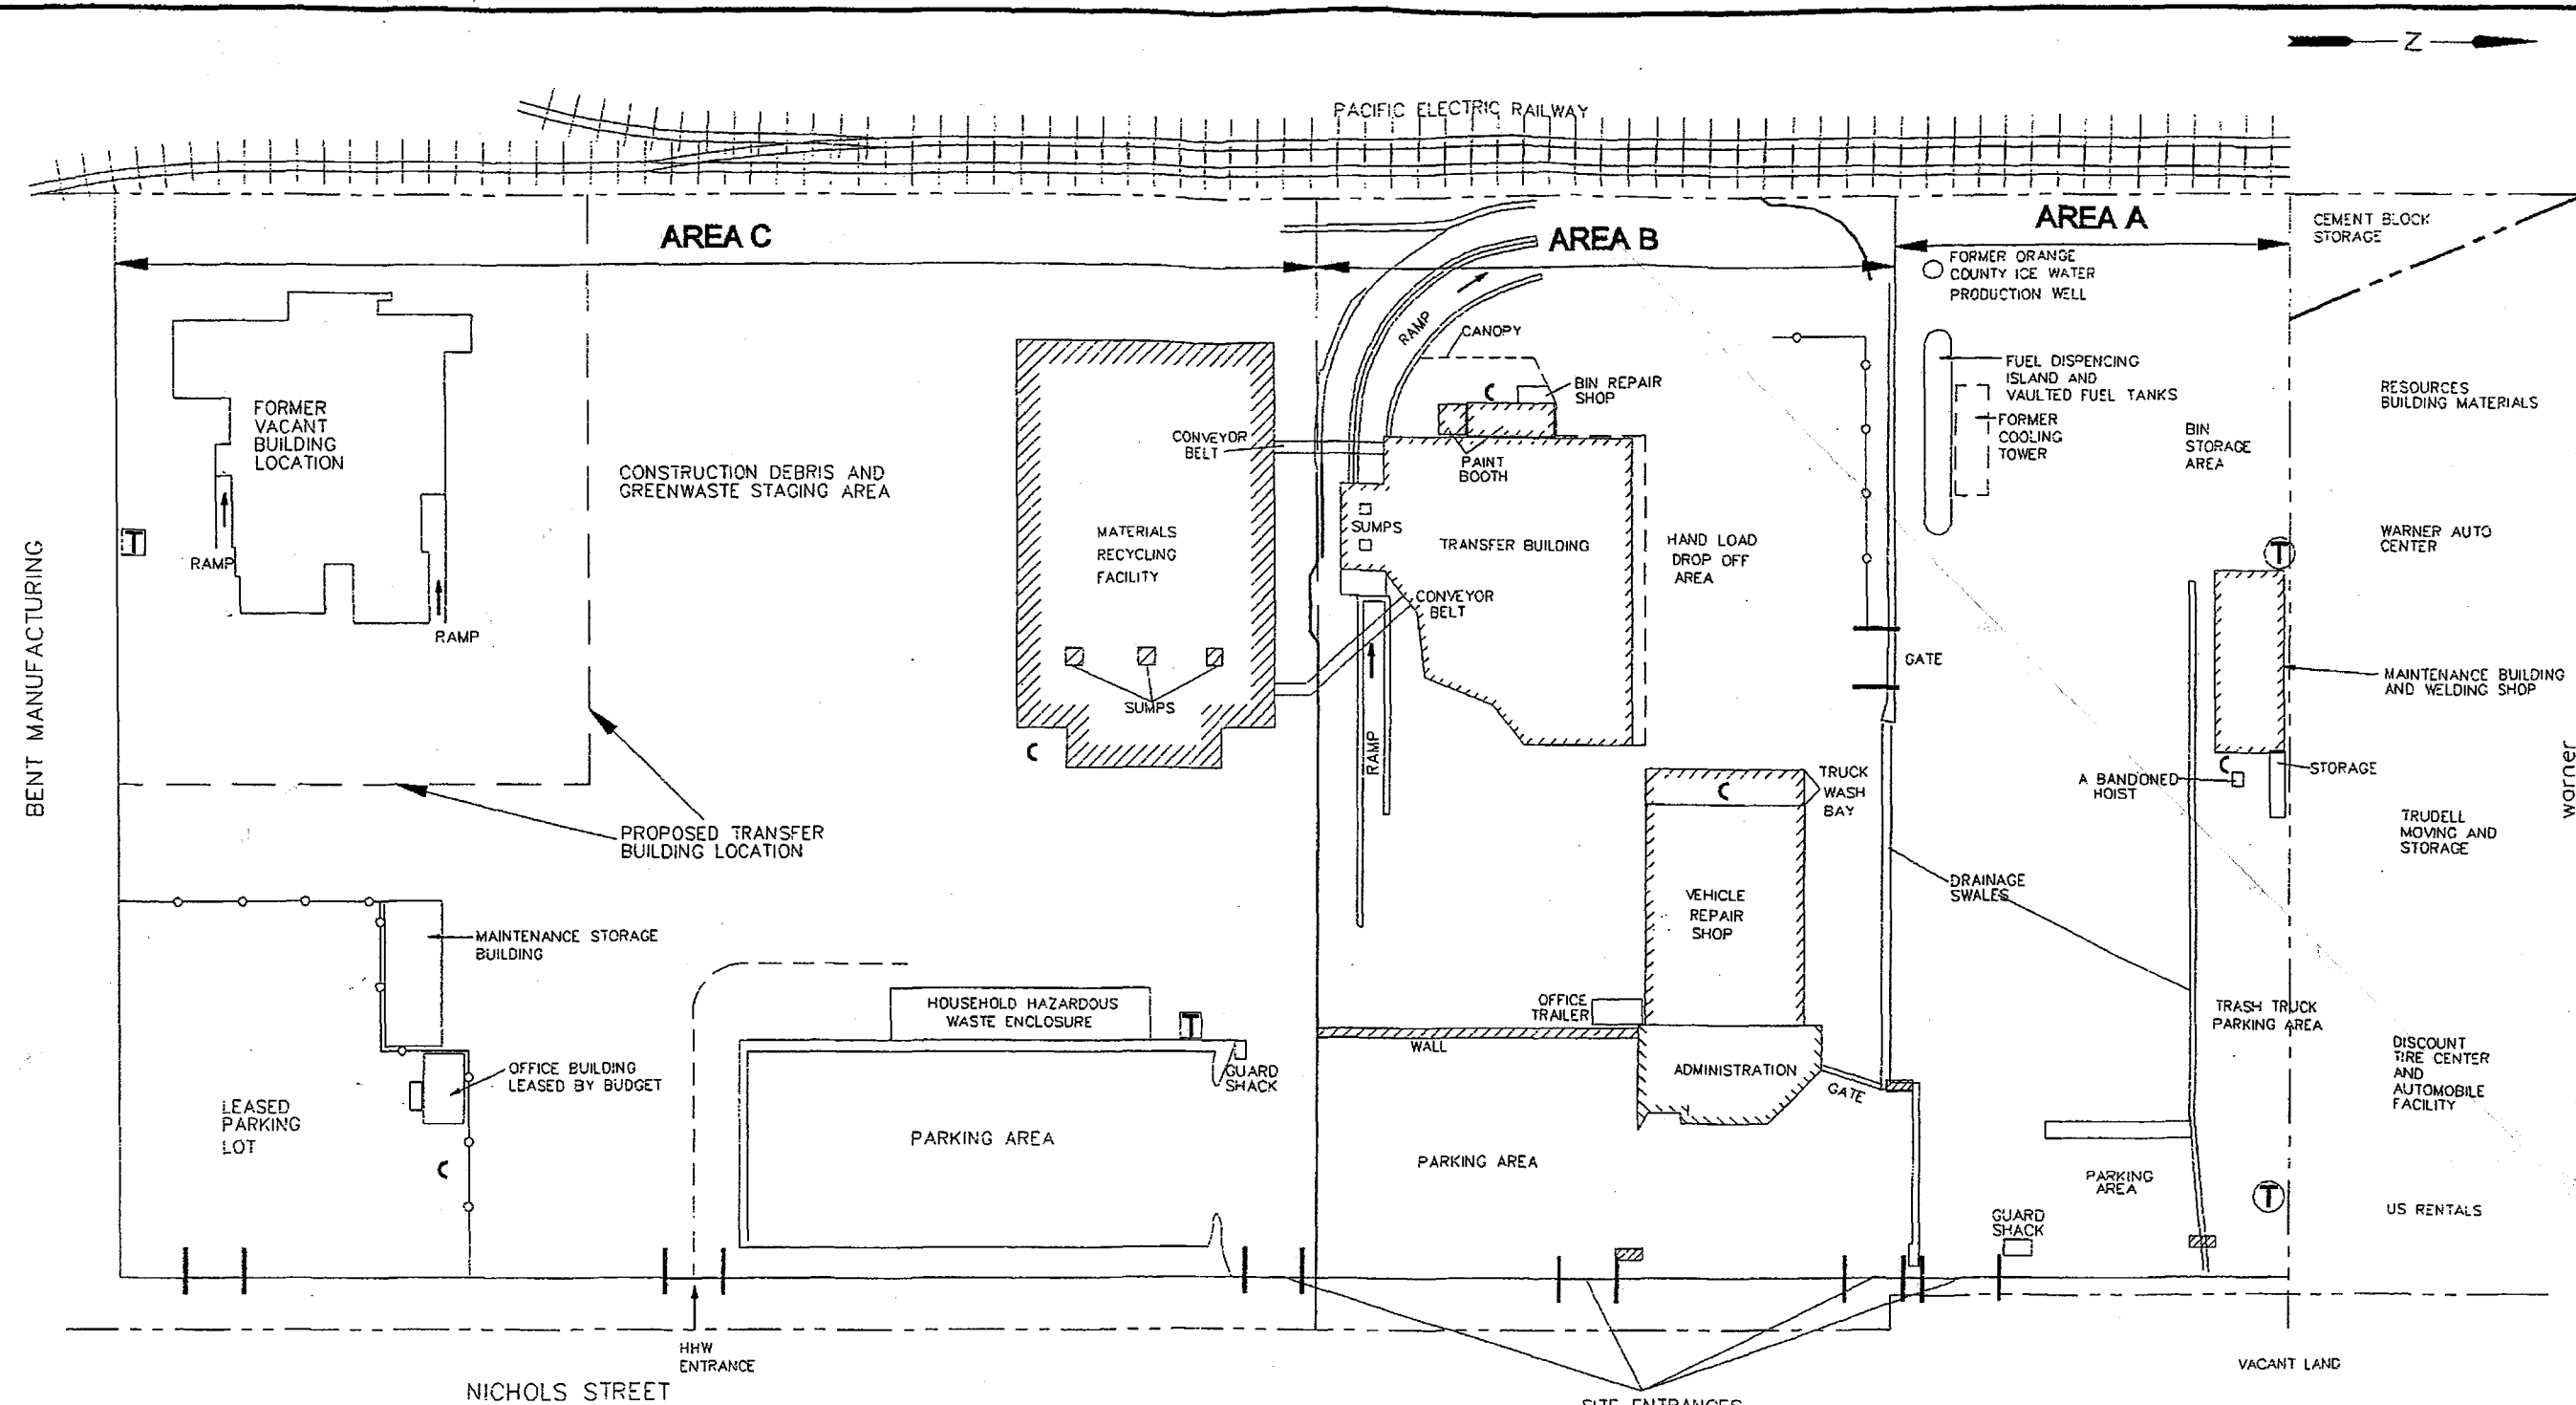 Z
PACIFIC ELECTRIC RAILWAY
AREA C
AREA B
AREA A
CEMENT BLOCK
STORAGE
FORMER ORANGE
COUNTY ICE WATER
PRODUCTION WELL
RAMP
CANOPY
BIN REPAIR
SHOP
FUEL DISPENCING
ISLAND AND
VAULTED FUEL TANKS
RESOURCES
BUILDING MATERIALS
FORMER
VACANT
BUILDING
LOCATION
FORMER
COOLING
TOWER
BIN
STORAGE
AREA
CONVEYOR
BELT
PAINT
BOOTH
CONSTRUCTION DEBRIS AND
GREENWASTE STAGING AREA
T
RAMP
RAMP
MATERIALS
RECYCLING
FACILITY
SUMPS
SUMPS
TRANSFER BUILDING
HAND LOAD
DROP OFF
AREA
CONVEYOR
BELT
WARNER AUTO
CENTER
T
GATE
MAINTENANCE BUILDING
AND WELDING SHOP
BENT MANUFACTURING
RAMP
TRUCK
WASH
BAY
A BANDONED
HOIST
STORAGE
warner
PROPOSED TRANSFER
BUILDING LOCATION
TRUDELL
MOVING AND
STORAGE
VEHICLE
REPAIR
SHOP
DRAINAGE
SWALES
MAINTENANCE STORAGE
BUILDING
HOUSEHOLD HAZARDOUS
WASTE ENCLOSURE
T
OFFICE
TRAILER
TRASH TRUCK
PARKING AREA
WALL
ADMINISTRATION
GATE
GUARD
SHACK
DISCOUNT
TIRE CENTER
AND
AUTOMOBILE
FACILITY
OFFICE BUILDING
LEASED BY BUDGET
LEASED
PARKING
LOT
PARKING AREA
PARKING AREA
PARKING
AREA
T
GUARD
SHACK
US RENTALS
HHW
ENTRANCE
NICHOLS STREET
SITE ENTRANCES
VACANT LAND